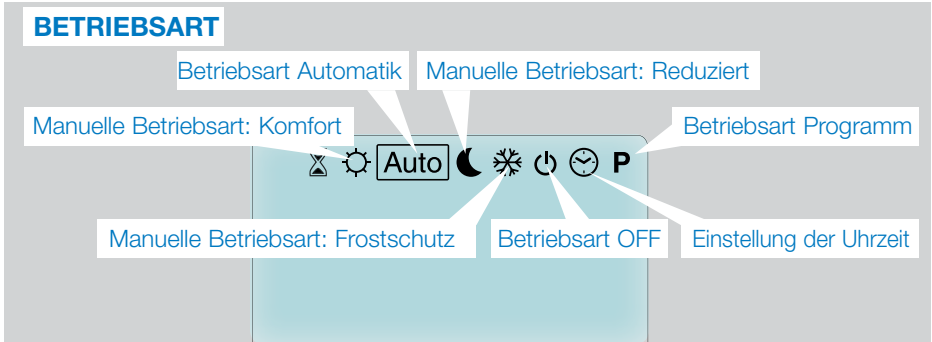 BETRIEBSART
Betriebsart Automatik
Manuelle Betriebsart: Reduziert
Manuelle Betriebsart: Komfort
Betriebsart Programm
Auto
P
Manuelle Betriebsart: Frostschutz
Betriebsart OFF
Einstellung der Uhrzeit